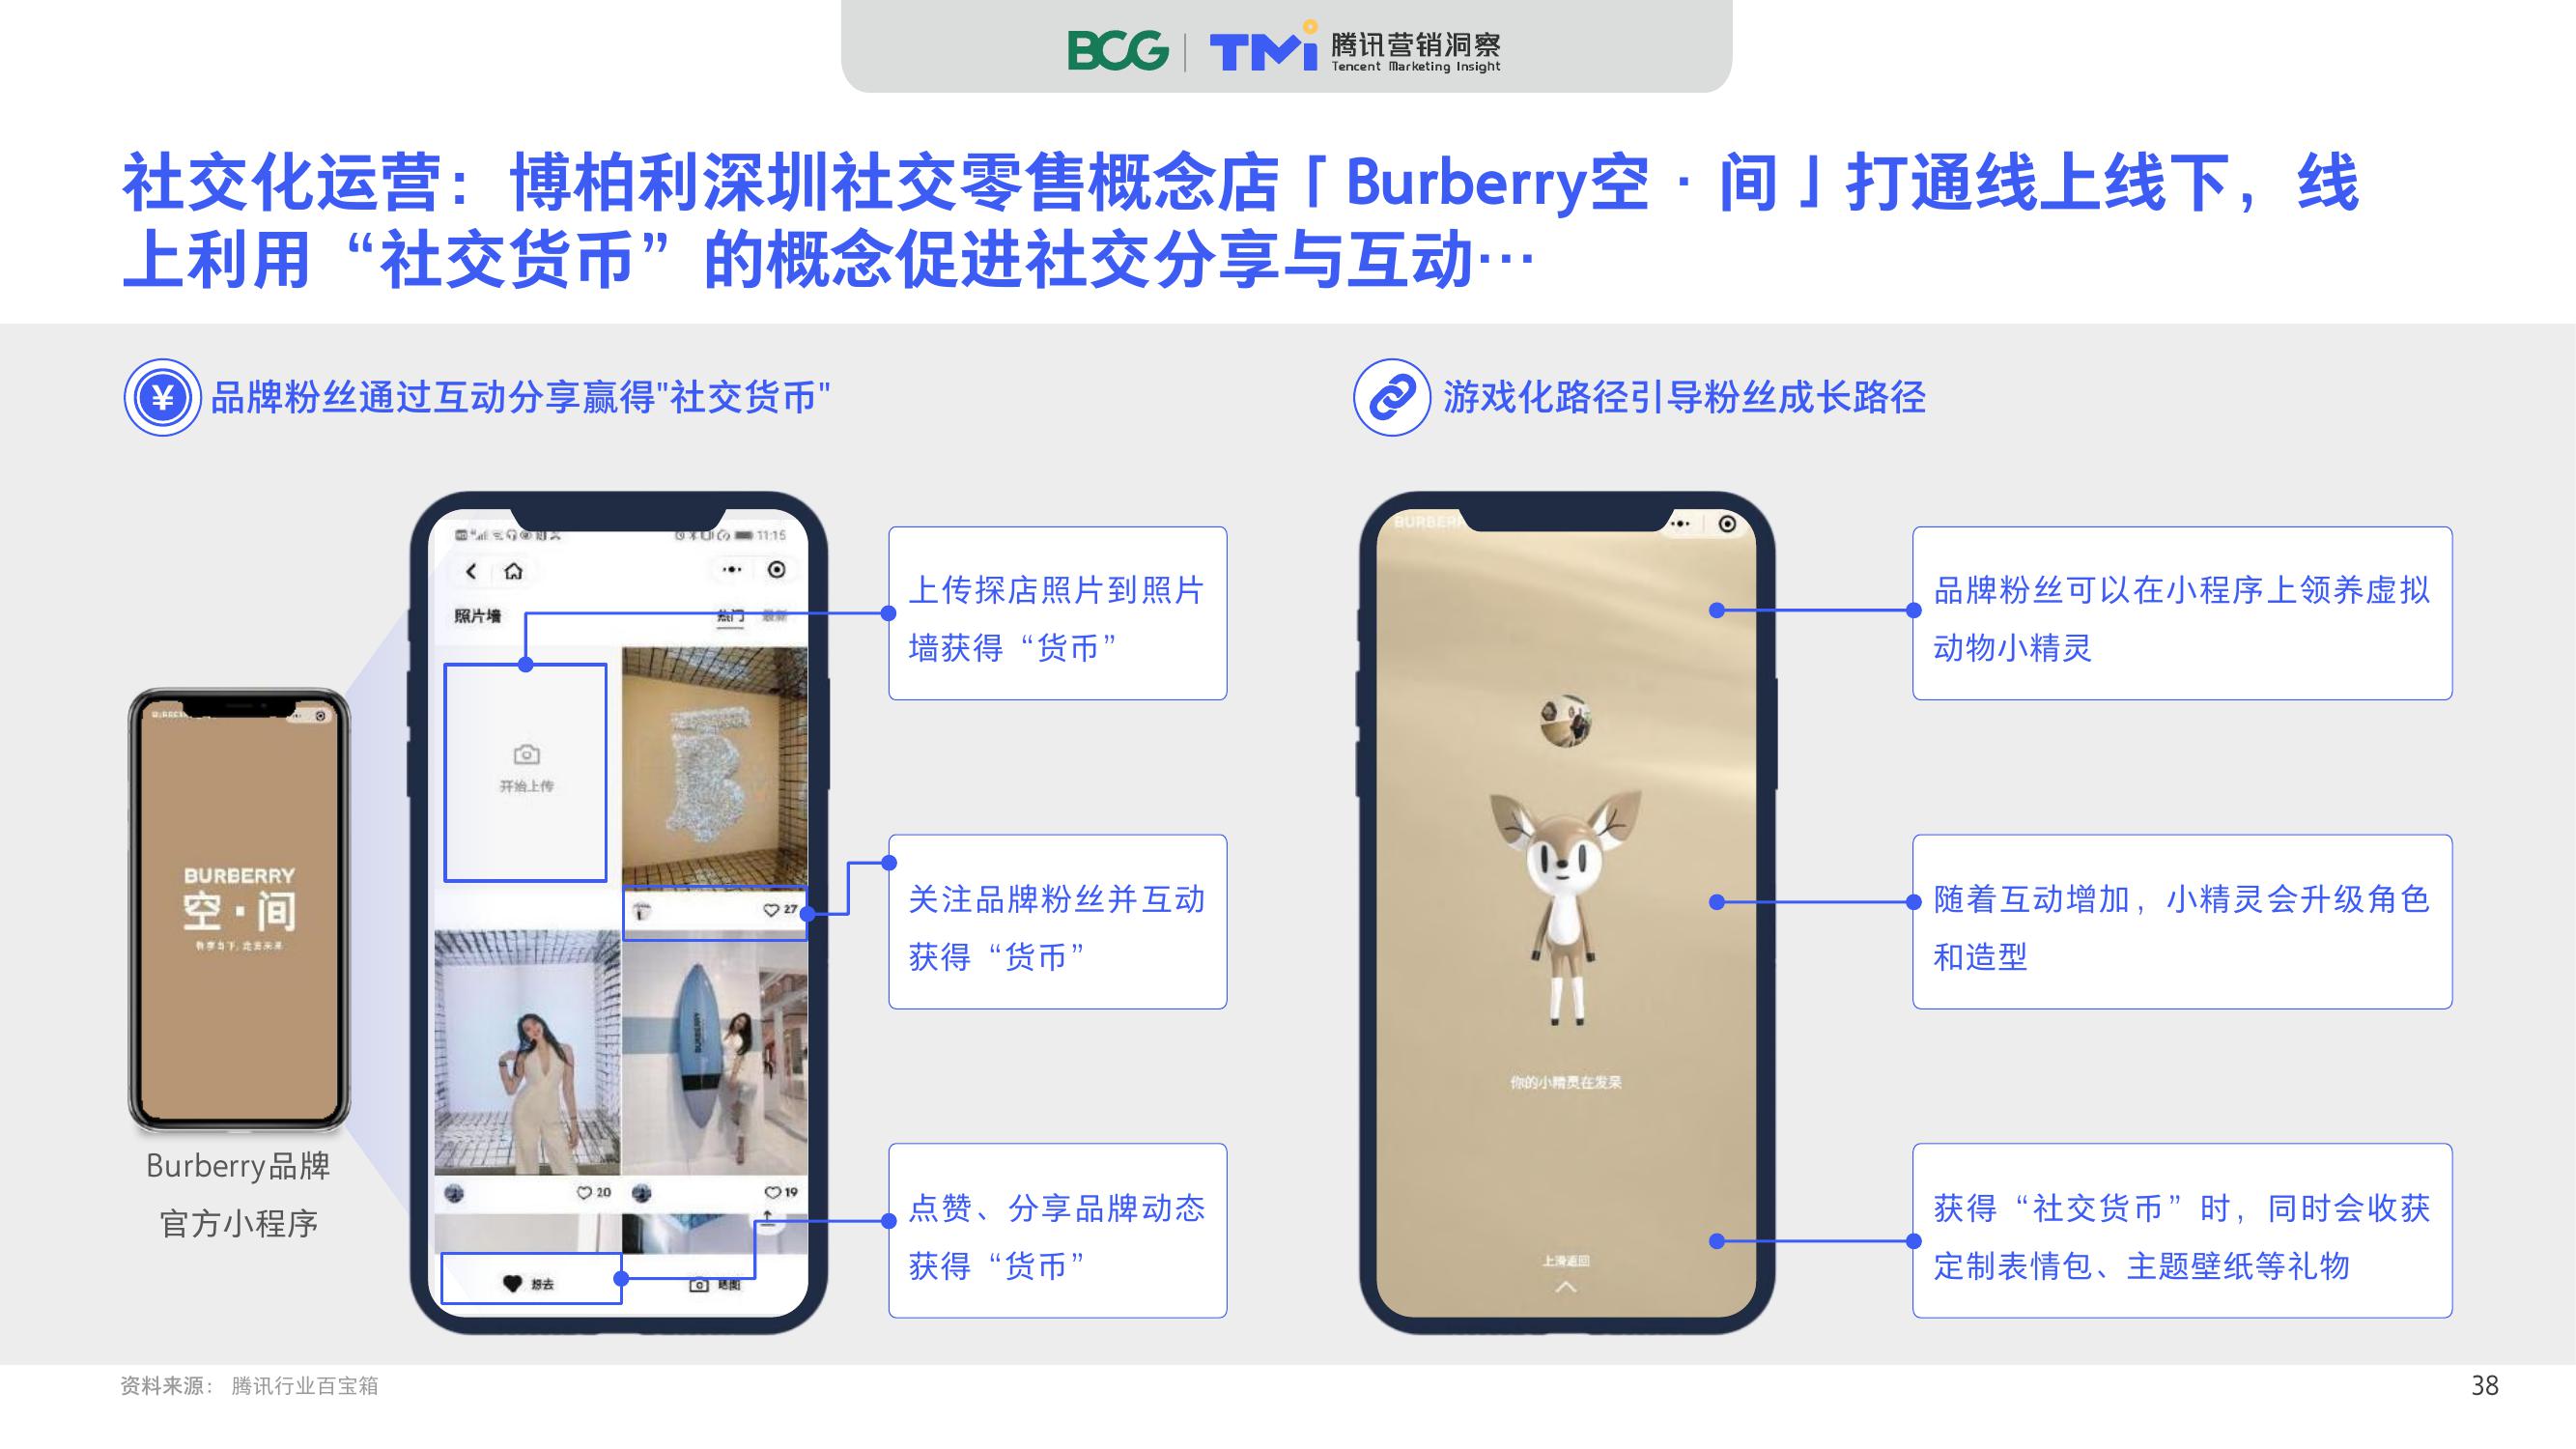 BCG
TMi 腾讯营销洞察
Tencent Marketing Insight
社交化运营：博柏利深圳社交零售概念店「Burberry空·间」打通线上线下，线
上利用“社交货币”的概念促进社交分享与互动…
¥ 品牌粉丝通过互动分享赢得"社交货币"
BURBERRY
空·间
Burberry品牌
官方小程序
11:15
照片墙
热门 最新
开始上传
27
BURBERRY
20
19
想去
晒图
上传探店照片到照片
墙获得“货币”
关注品牌粉丝并互动
获得“货币”
点赞、分享品牌动态
获得“货币”
游戏化路径引导粉丝成长路径
你的小精灵在发呆
上滑返回
品牌粉丝可以在小程序上领养虚拟
动物小精灵
随着互动增加，小精灵会升级角色
和造型
获得“社交货币”时，同时会收获
定制表情包、主题壁纸等礼物
资料来源： 腾讯行业百宝箱
38